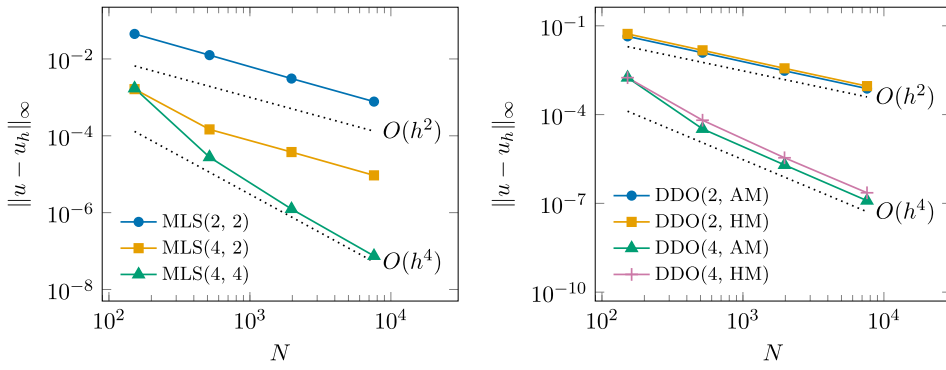 10^{-2}
10^{-4}
10^{-6}
10^{-8}
‖u − u_h‖_∞
O(h^2)
O(h^4)
MLS(2, 2)
MLS(4, 2)
MLS(4, 4)
10^2
10^3
10^4
N
10^{-1}
10^{-4}
10^{-7}
10^{-10}
‖u − u_h‖_∞
O(h^2)
O(h^4)
DDO(2, AM)
DDO(2, HM)
DDO(4, AM)
DDO(4, HM)
10^2
10^3
10^4
N